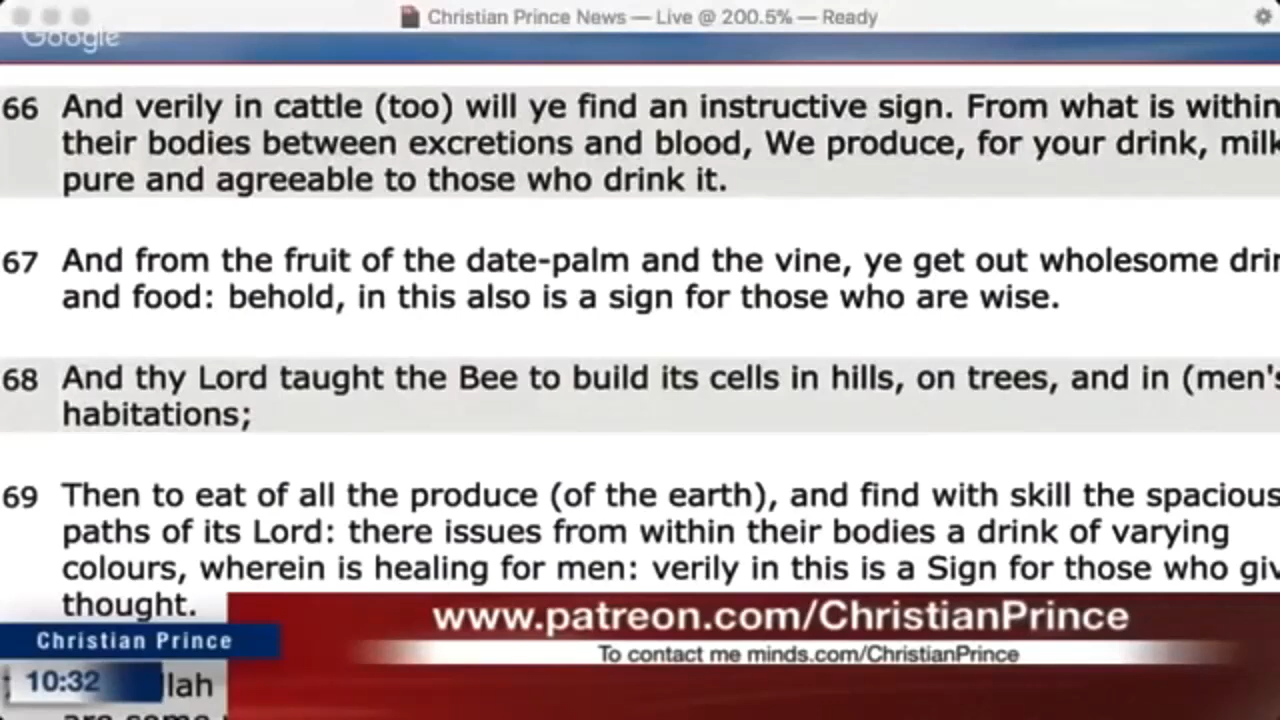 Christian Prince News — Live @ 200.5% — Ready
Google
66 And verily in cattle (too) will ye find an instructive sign. From what is within
their bodies between excretions and blood, We produce, for your drink, milk
pure and agreeable to those who drink it.
67 And from the fruit of the date-palm and the vine, ye get out wholesome
and food: behold, in this also is a sign for those who are wise.
68 And thy Lord taught the Bee to build its cells in hills, on trees, and in (men's
habitations;
69 Then to eat of all the produce (of the earth), and find with skill the spacious
paths of its Lord: there issues from within their bodies a drink of varying
colours, wherein is healing for men: verily in this is a Sign for those who
thought.
www.patreon.com/ChristianPrince
Christian Prince
To contact me minds.com/ChristianPrince
10:32
llah
are some